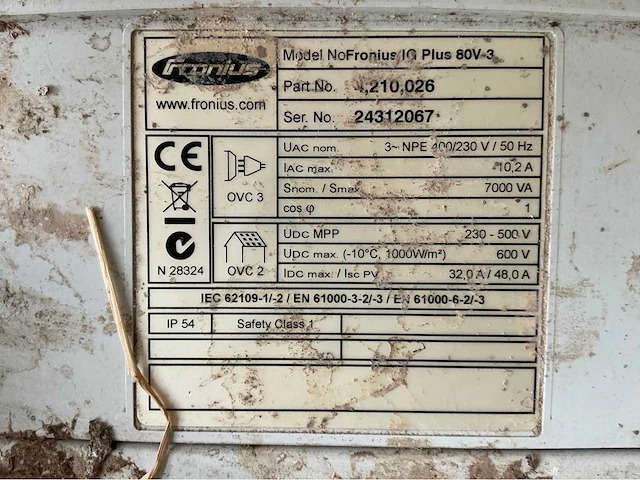 Fronius
www.fronius.com
Model No Fronius IG Plus 80V-3
Part No. ,210,026
Ser. No. 24312067
CE
N 28324
OVC 3
OVC 2
UAC nom. 3~ NPE 400/230 V / 50 Hz
IAC max. 10,2 A
Snom. / Smax. 7000 VA
cos φ 1
UDC MPP 230 - 500 V
UDC max. (-10°C, 1000W/m²) 600 V
IDC max. / Isc PV 32,0 A / 48,0 A
IEC 62109-1/-2 / EN 61000-3-2/-3 / EN 61000-6-2/-3
IP 54 Safety Class 1